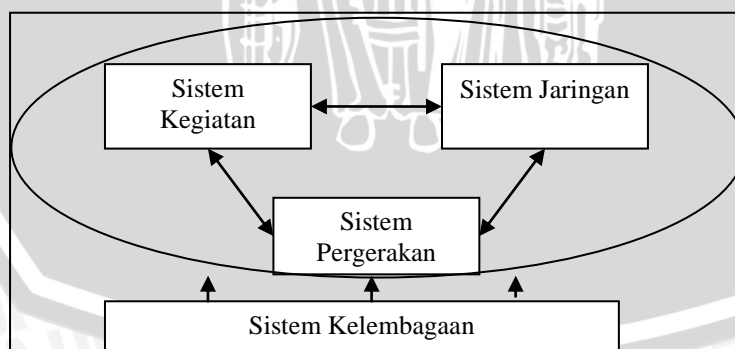 Sistem
Kegiatan
Sistem Jaringan
Sistem
Pergerakan
Sistem Kelembagaan